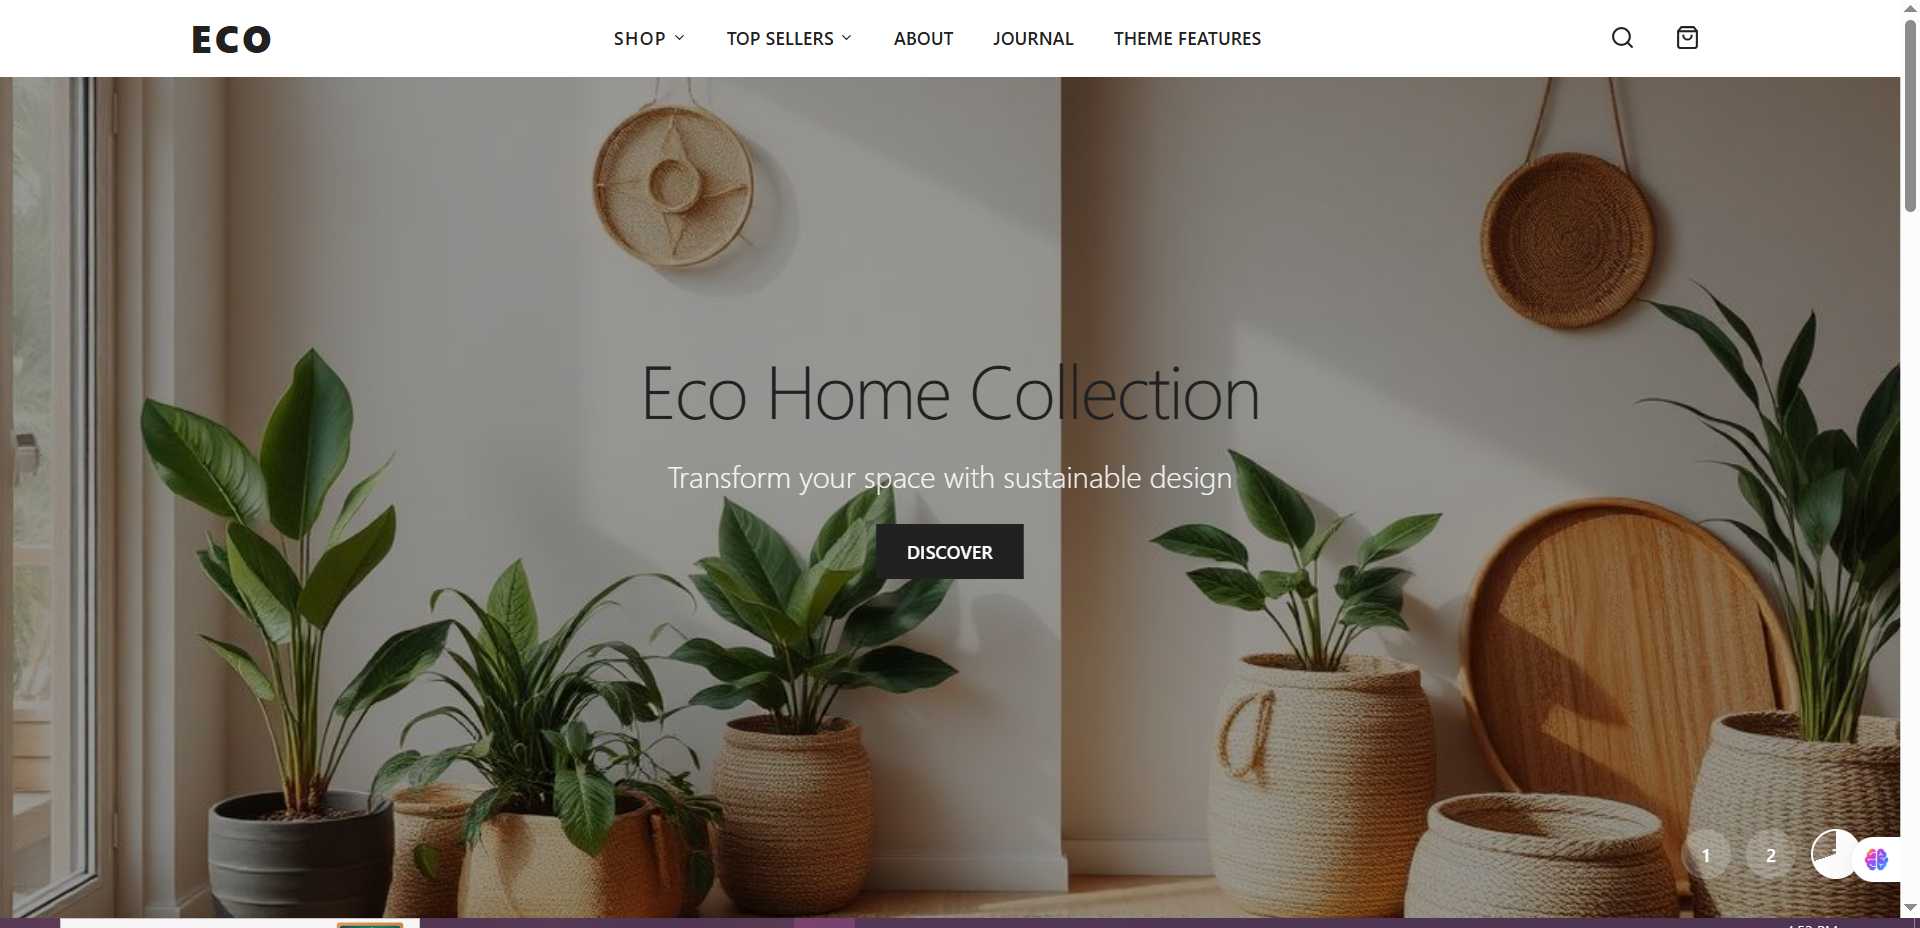 ECO
SHOP
TOP SELLERS
ABOUT
JOURNAL
THEME FEATURES
Eco Home Collection
Transform your space with sustainable design
DISCOVER
1
2